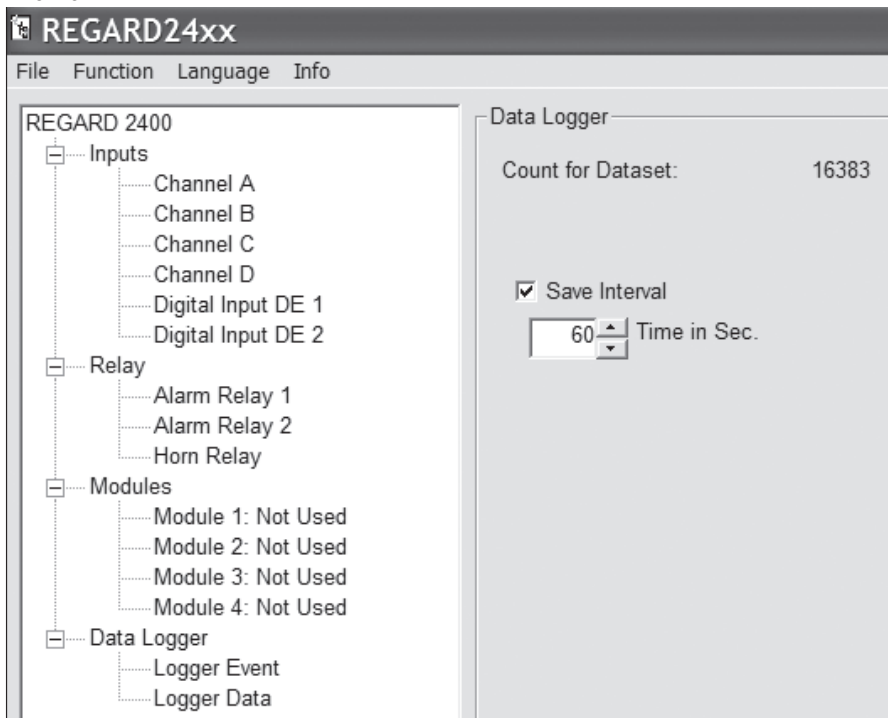 REGARD24xx
File Function Language Info
REGARD 2400
Inputs
Channel A
Channel B
Channel C
Channel D
Digital Input DE 1
Digital Input DE 2
Relay
Alarm Relay 1
Alarm Relay 2
Horn Relay
Modules
Module 1: Not Used
Module 2: Not Used
Module 3: Not Used
Module 4: Not Used
Data Logger
Logger Event
Logger Data
Data Logger
Count for Dataset: 16383
Save Interval
60 Time in Sec.